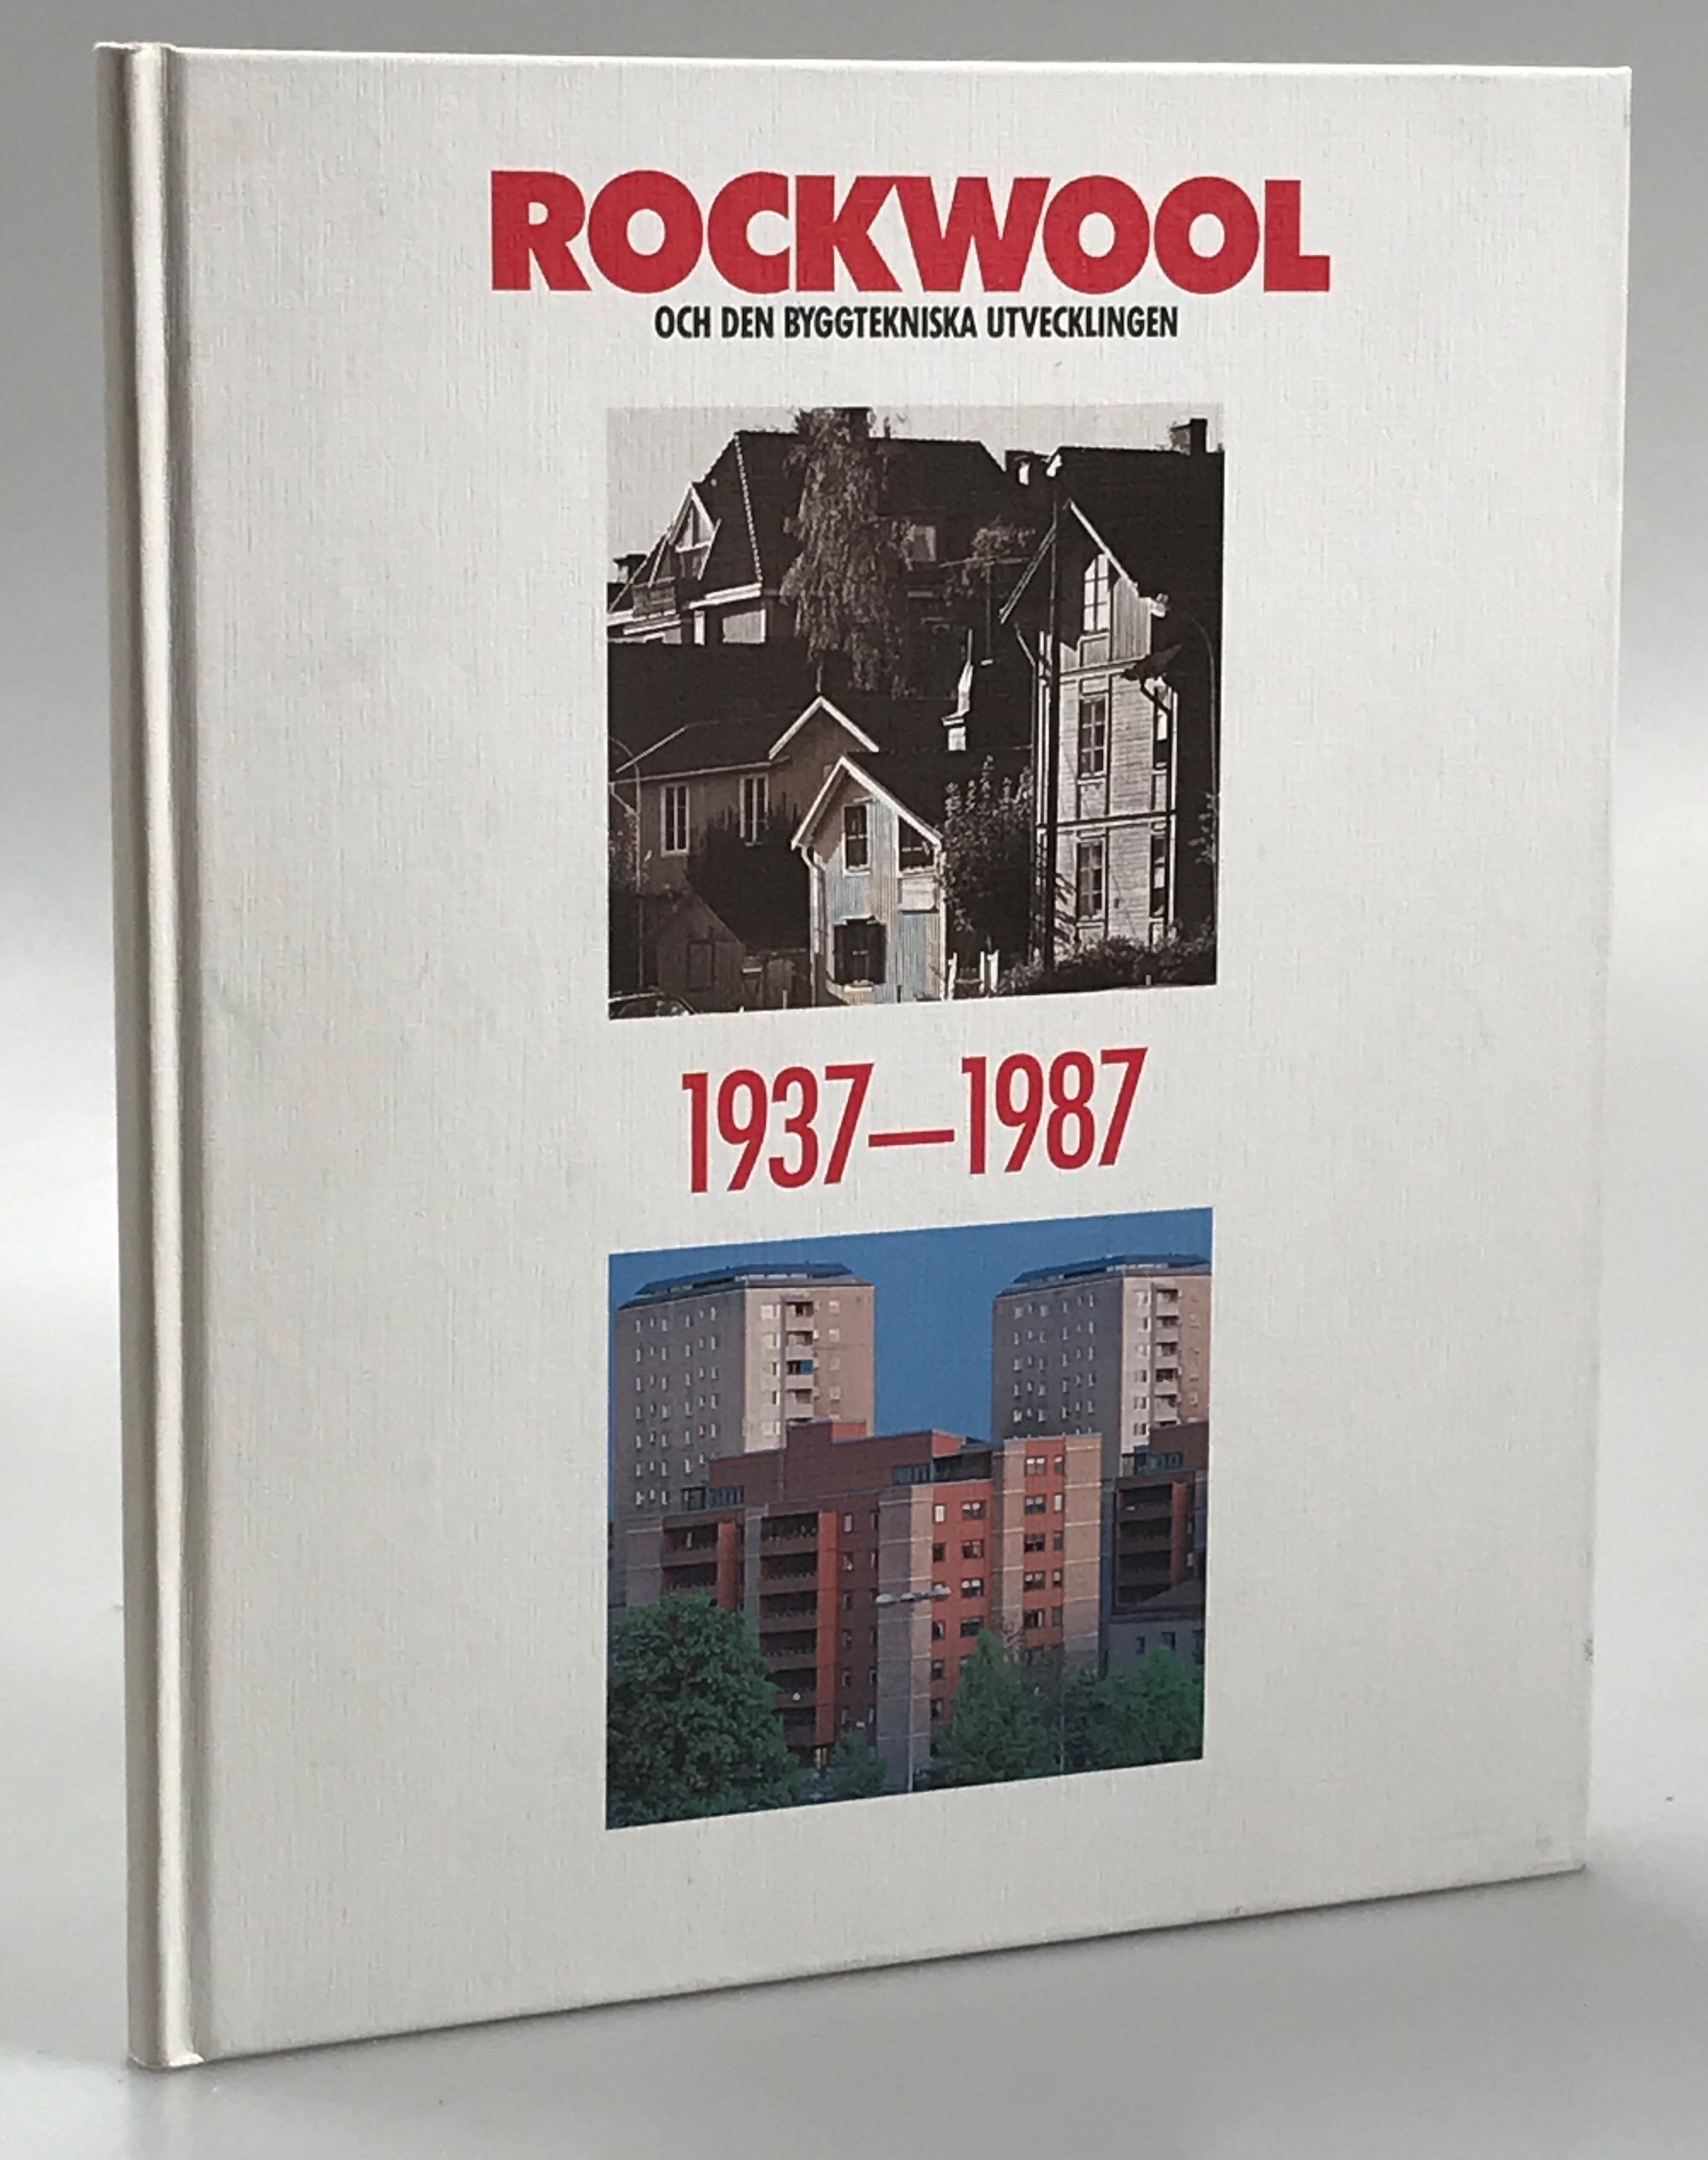 ROCKWOOL
OCH DEN BYGGTEKNISKA UTVECKLINGEN
1937—1987